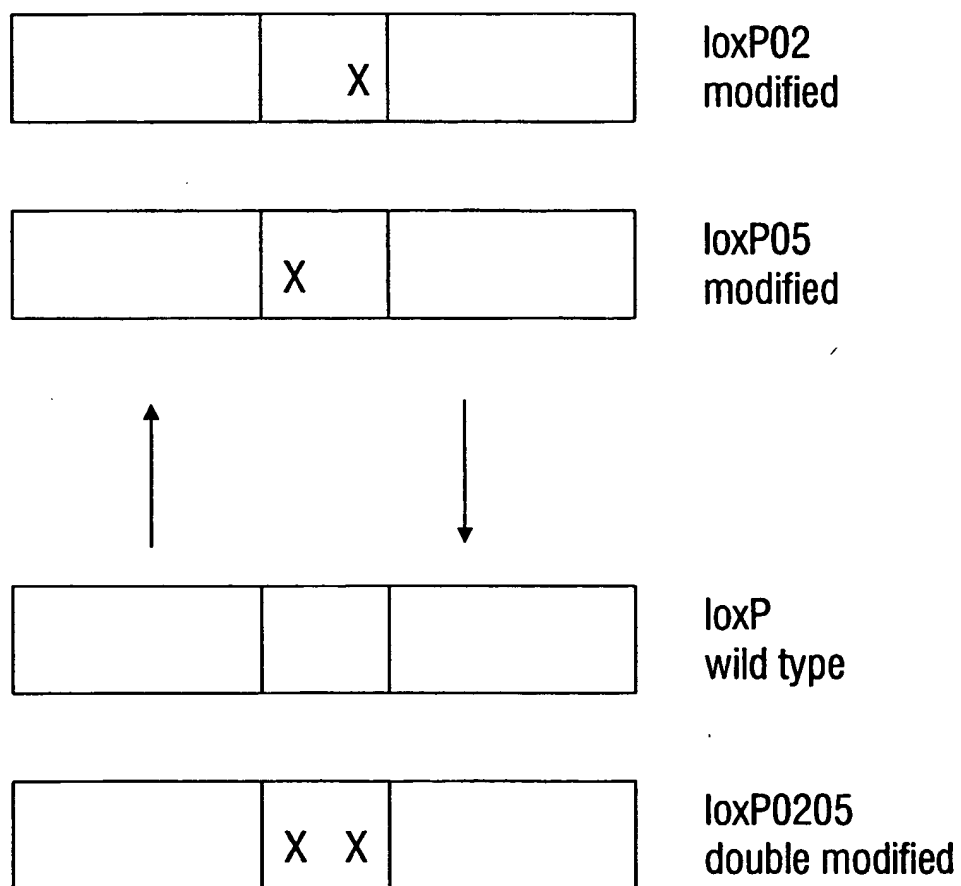 X
loxP02
modified
X
loxP05
modified
loxP
wild type
X X
loxP0205
double modified